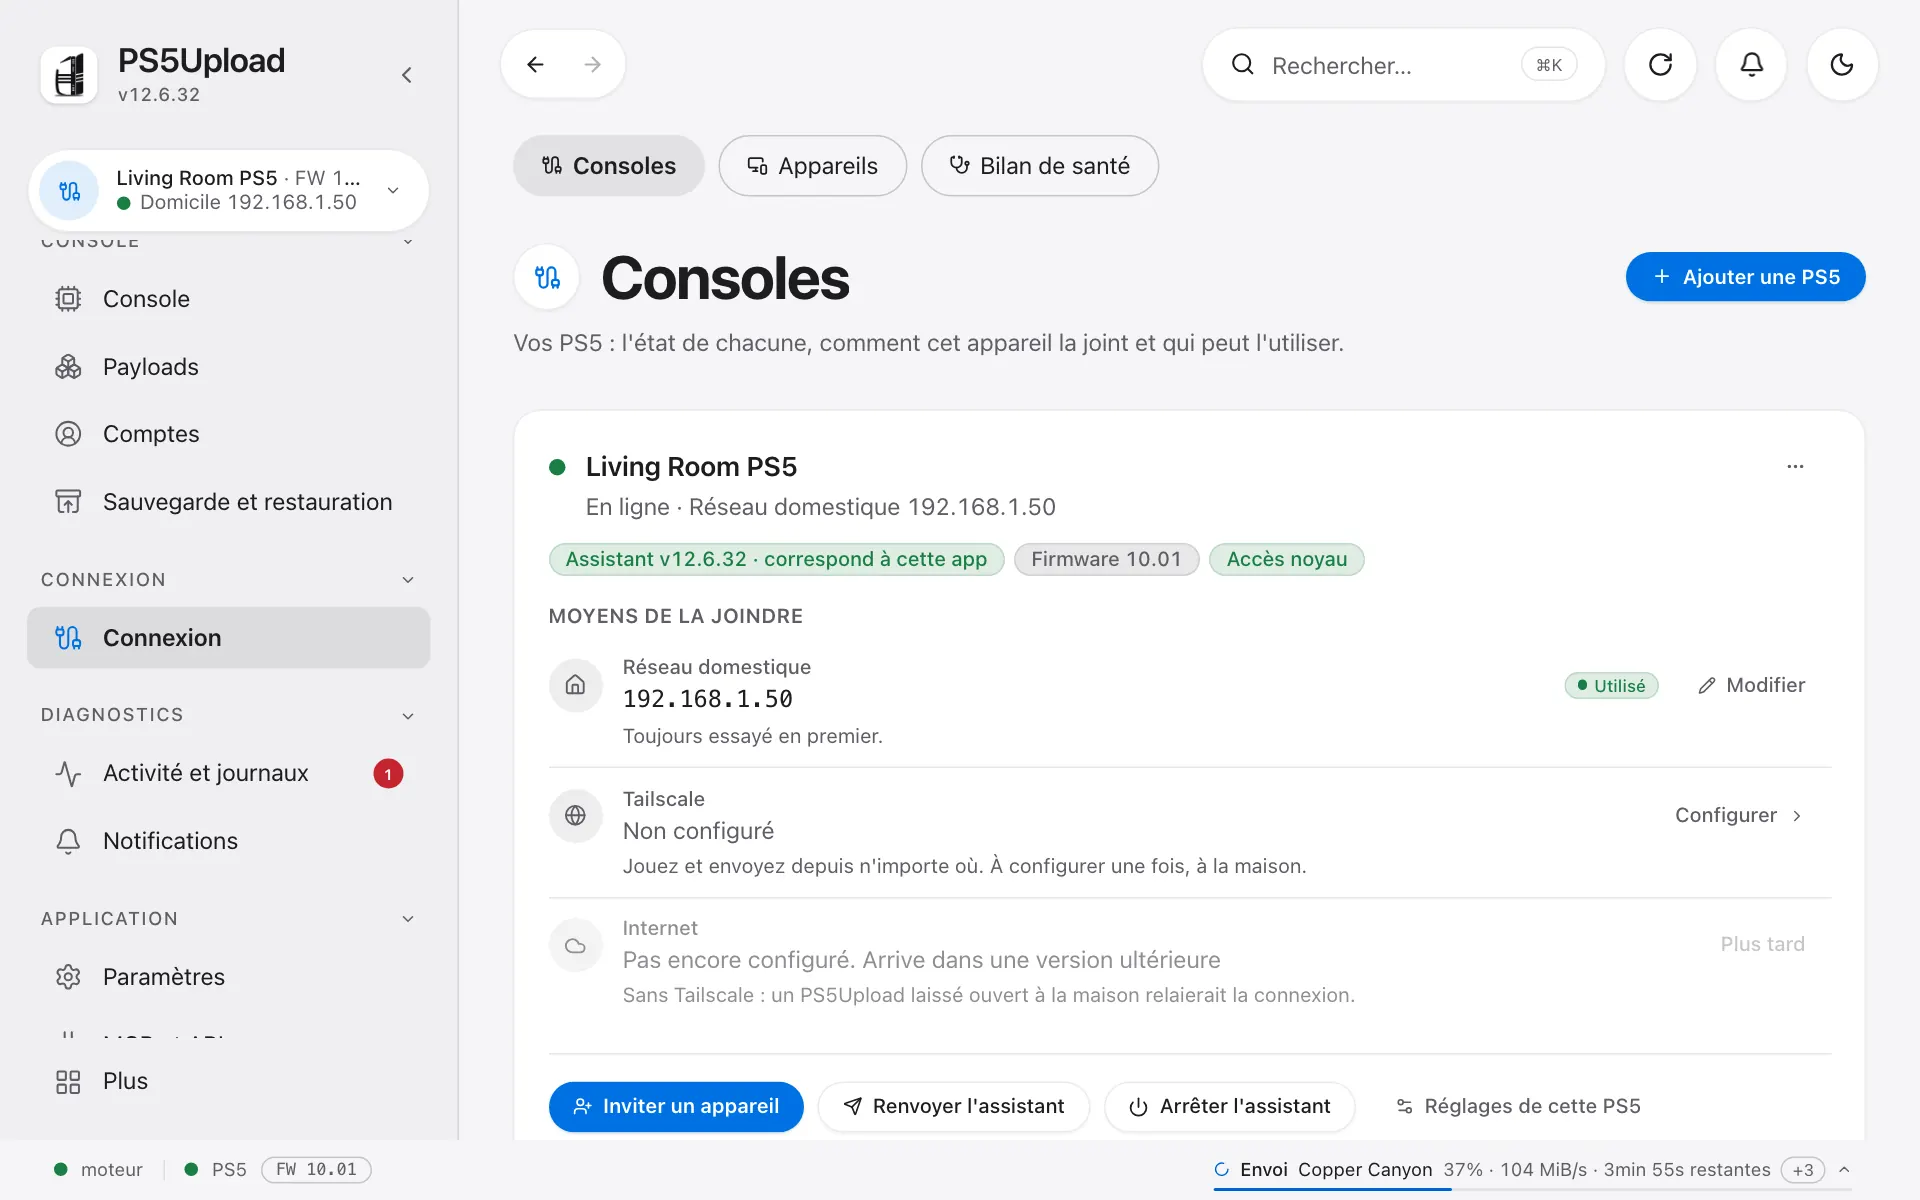 PS5Upload
v12.6.32
Living Room PS5 · FW 1...
Domicile 192.168.1.50
CONSOLE
Console
Payloads
Comptes
Sauvegarde et restauration
CONNEXION
Connexion
DIAGNOSTICS
Activité et journaux
1
Notifications
APPLICATION
Paramètres
Plus
Rechercher...
⌘K
Consoles
Appareils
Bilan de santé
Consoles
Ajouter une PS5
Vos PS5 : l'état de chacune, comment cet appareil la joint et qui peut l'utiliser.
Living Room PS5
En ligne · Réseau domestique 192.168.1.50
Assistant v12.6.32 · correspond à cette app
Firmware 10.01
Accès noyau
MOYENS DE LA JOINDRE
Réseau domestique
192.168.1.50
Toujours essayé en premier.
Utilisé
Modifier
Tailscale
Non configuré
Jouez et envoyez depuis n'importe où. À configurer une fois, à la maison.
Configurer
Internet
Pas encore configuré. Arrive dans une version ultérieure
Sans Tailscale : un PS5Upload laissé ouvert à la maison relaierait la connexion.
Plus tard
Inviter un appareil
Renvoyer l'assistant
Arrêter l'assistant
Réglages de cette PS5
moteur
PS5
FW 10.01
Envoi Copper Canyon 37% · 104 MiB/s · 3min 55s restantes
+3